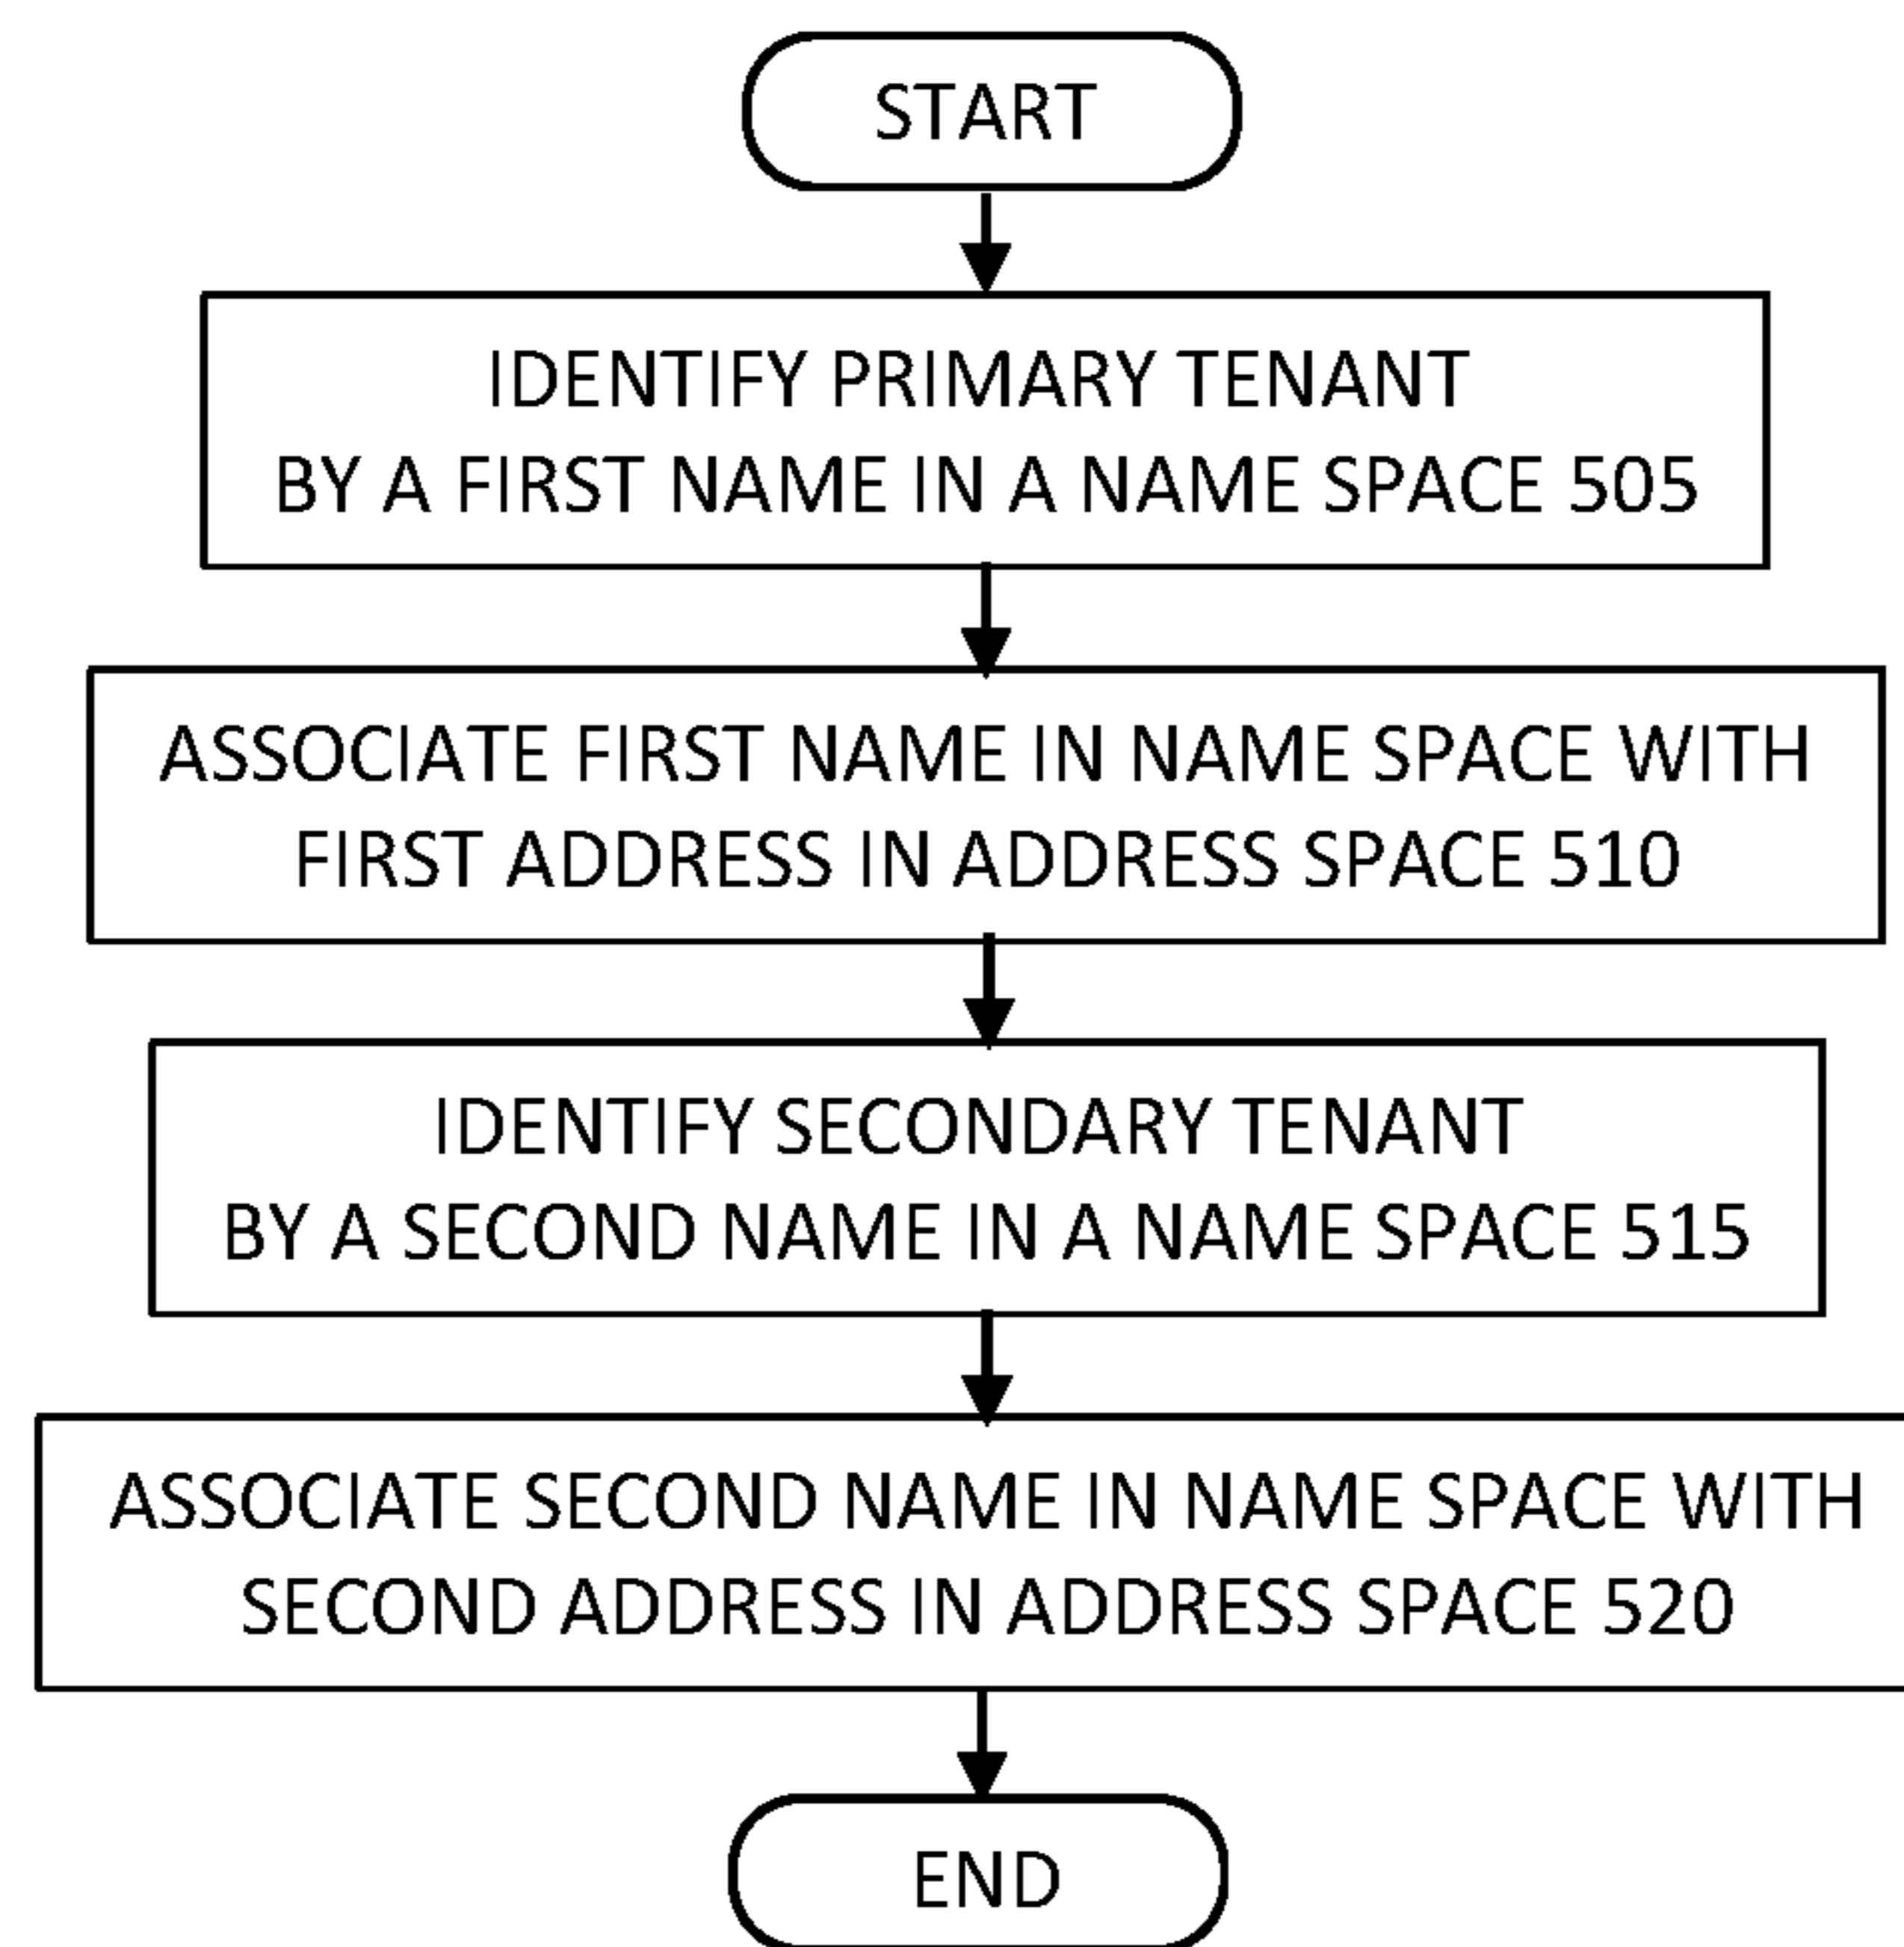 START
IDENTIFY PRIMARY TENANT
BY A FIRST NAME IN A NAME SPACE 505
ASSOCIATE FIRST NAME IN NAME SPACE WITH
FIRST ADDRESS IN ADDRESS SPACE 510
IDENTIFY SECONDARY TENANT
BY A SECOND NAME IN A NAME SPACE 515
ASSOCIATE SECOND NAME IN NAME SPACE WITH
SECOND ADDRESS IN ADDRESS SPACE 520
END